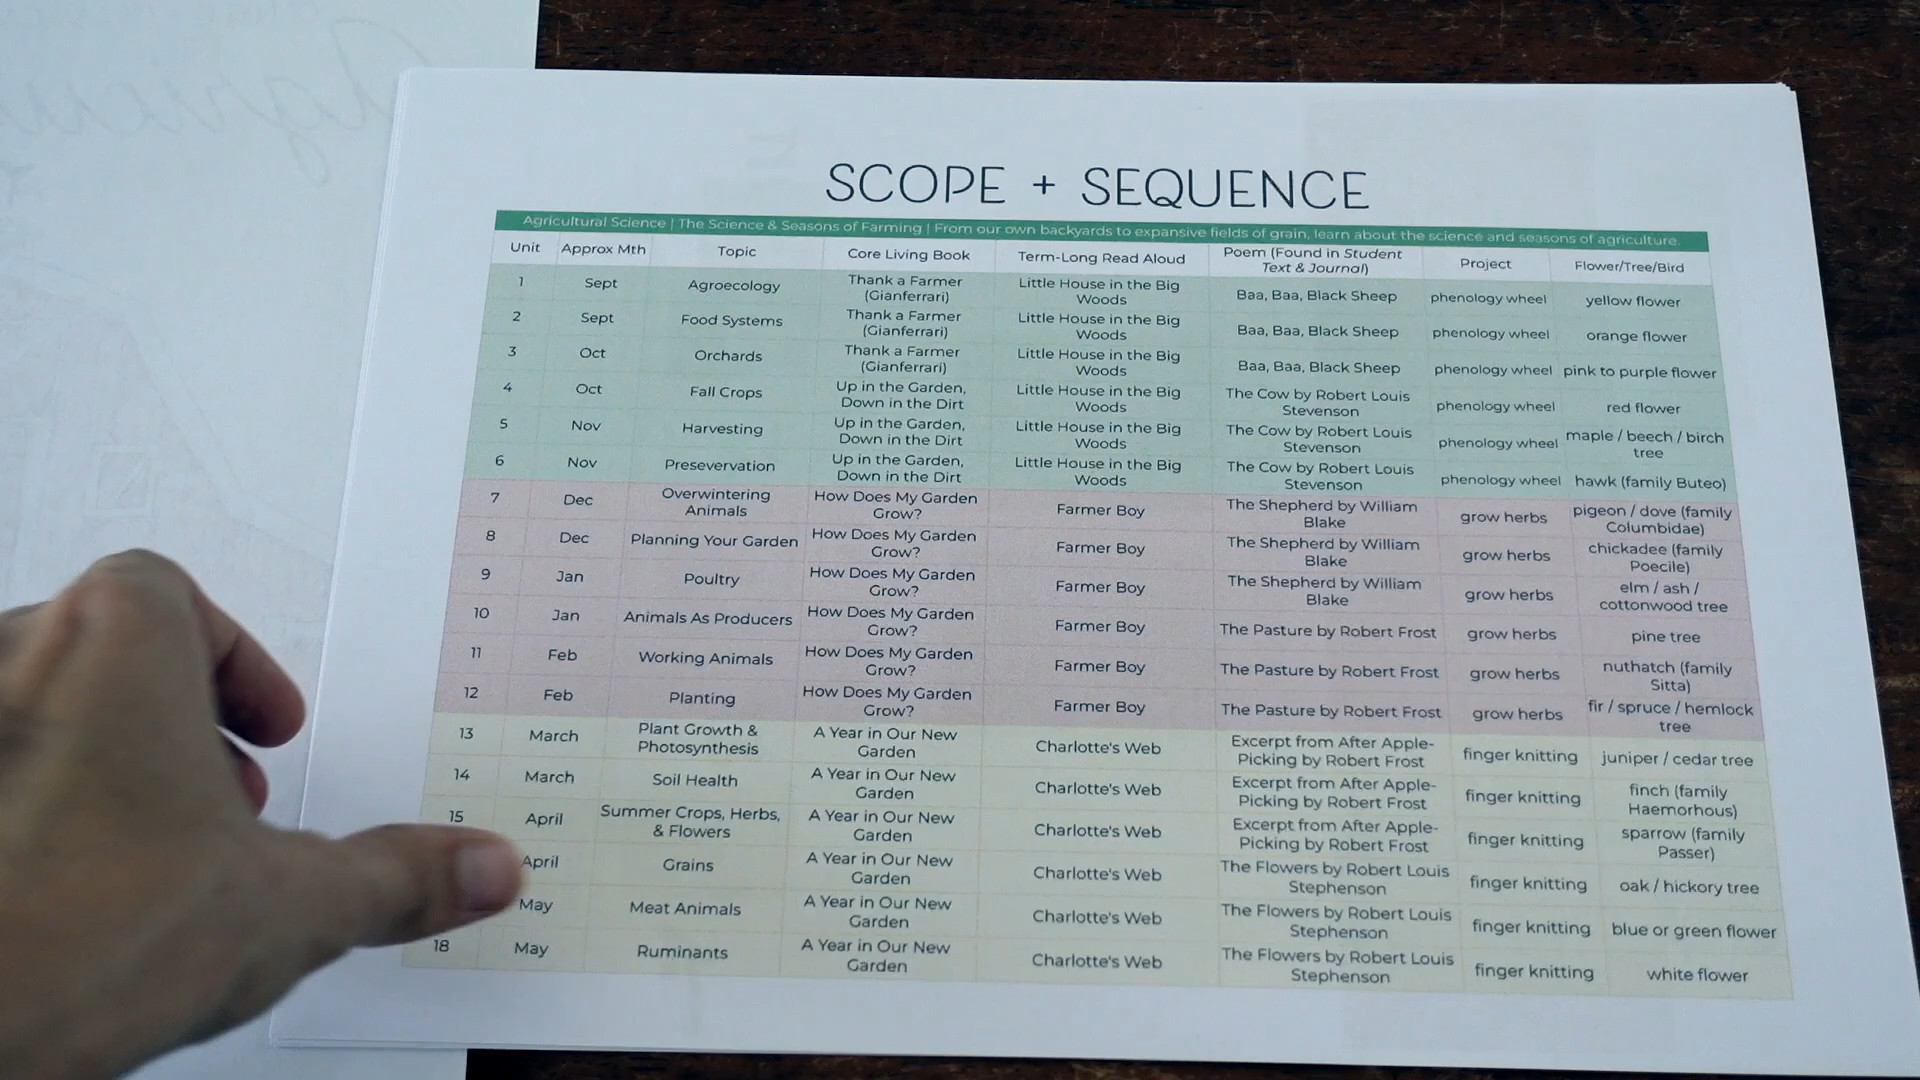 SCOPE + SEQUENCE
Agricultural Science | The Science & Seasons of Farming | From our own backyards to expansive fields of grain, learn about the science and seasons of agriculture.
Unit Approx Mth Topic Core Living Book Term-Long Read Aloud Poem (Found in Student Text & Journal) Project Flower/Tree/Bird
1 Sept Agroecology Thank a Farmer (Gianferrari) Little House in the Big Woods Baa, Baa, Black Sheep phenology wheel yellow flower
2 Sept Food Systems Thank a Farmer (Gianferrari) Little House in the Big Woods Baa, Baa, Black Sheep phenology wheel orange flower
3 Oct Orchards Thank a Farmer (Gianferrari) Little House in the Big Woods Baa, Baa, Black Sheep phenology wheel pink to purple flower
4 Oct Fall Crops Up in the Garden, Down in the Dirt Little House in the Big Woods The Cow by Robert Louis Stevenson phenology wheel red flower
5 Nov Harvesting Up in the Garden, Down in the Dirt Little House in the Big Woods The Cow by Robert Louis Stevenson phenology wheel maple / beech / birch tree
6 Nov Presevervation Up in the Garden, Down in the Dirt Little House in the Big Woods The Cow by Robert Louis Stevenson phenology wheel hawk (family Buteo)
7 Dec Overwintering Animals How Does My Garden Grow? Farmer Boy The Shepherd by William Blake grow herbs pigeon / dove (family Columbidae)
8 Dec Planning Your Garden How Does My Garden Grow? Farmer Boy The Shepherd by William Blake grow herbs chickadee (family Poecile)
9 Jan Poultry How Does My Garden Grow? Farmer Boy The Shepherd by William Blake grow herbs elm / ash / cottonwood tree
10 Jan Animals As Producers How Does My Garden Grow? Farmer Boy The Pasture by Robert Frost grow herbs pine tree
11 Feb Working Animals How Does My Garden Grow? Farmer Boy The Pasture by Robert Frost grow herbs nuthatch (family Sitta)
12 Feb Planting How Does My Garden Grow? Farmer Boy The Pasture by Robert Frost grow herbs fir / spruce / hemlock tree
13 March Plant Growth & Photosynthesis A Year in Our New Garden Charlotte's Web Excerpt from After Apple-Picking by Robert Frost finger knitting juniper / cedar tree
14 March Soil Health A Year in Our New Garden Charlotte's Web Excerpt from After Apple-Picking by Robert Frost finger knitting finch (family Haemorhous)
15 April Summer Crops, Herbs, & Flowers A Year in Our New Garden Charlotte's Web Excerpt from After Apple-Picking by Robert Frost finger knitting sparrow (family Passer)
April Grains A Year in Our New Garden Charlotte's Web The Flowers by Robert Louis Stephenson finger knitting oak / hickory tree
May Meat Animals A Year in Our New Garden Charlotte's Web The Flowers by Robert Louis Stephenson finger knitting blue or green flower
18 May Ruminants A Year in Our New Garden Charlotte's Web The Flowers by Robert Louis Stephenson finger knitting white flower